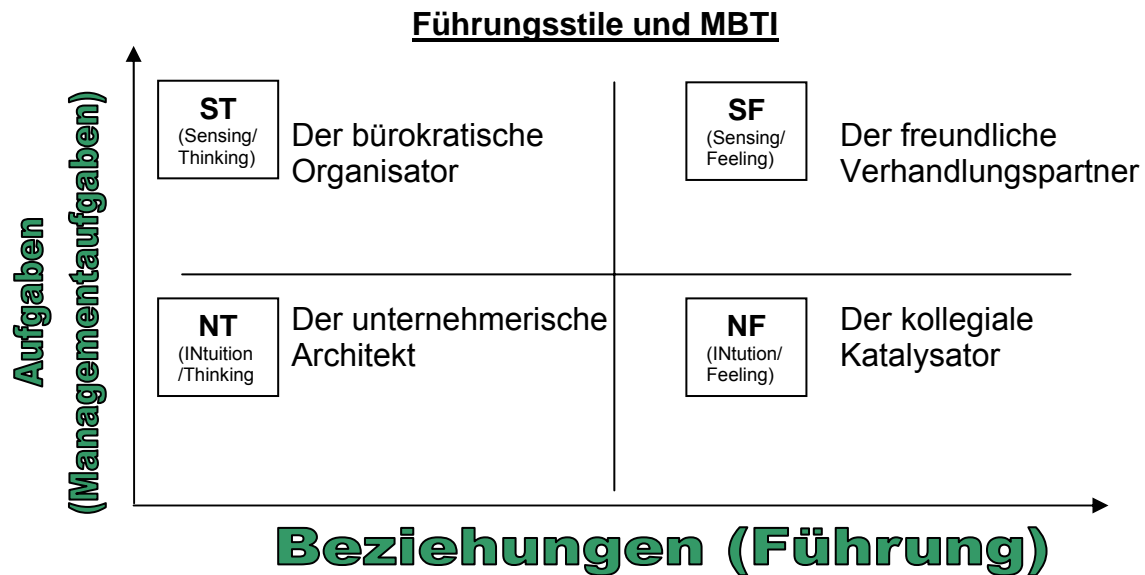 Führungsstile und MBTI
ST
(Sensing/
Thinking)
Der bürokratische
Organisator
SF
(Sensing/
Feeling)
Der freundliche
Verhandlungspartner
Aufgaben
(Managementaufgaben)
NT
(INtuition
/Thinking
Der unternehmerische
Architekt
NF
(INtution/
Feeling)
Der kollegiale
Katalysator
Beziehungen (Führung)